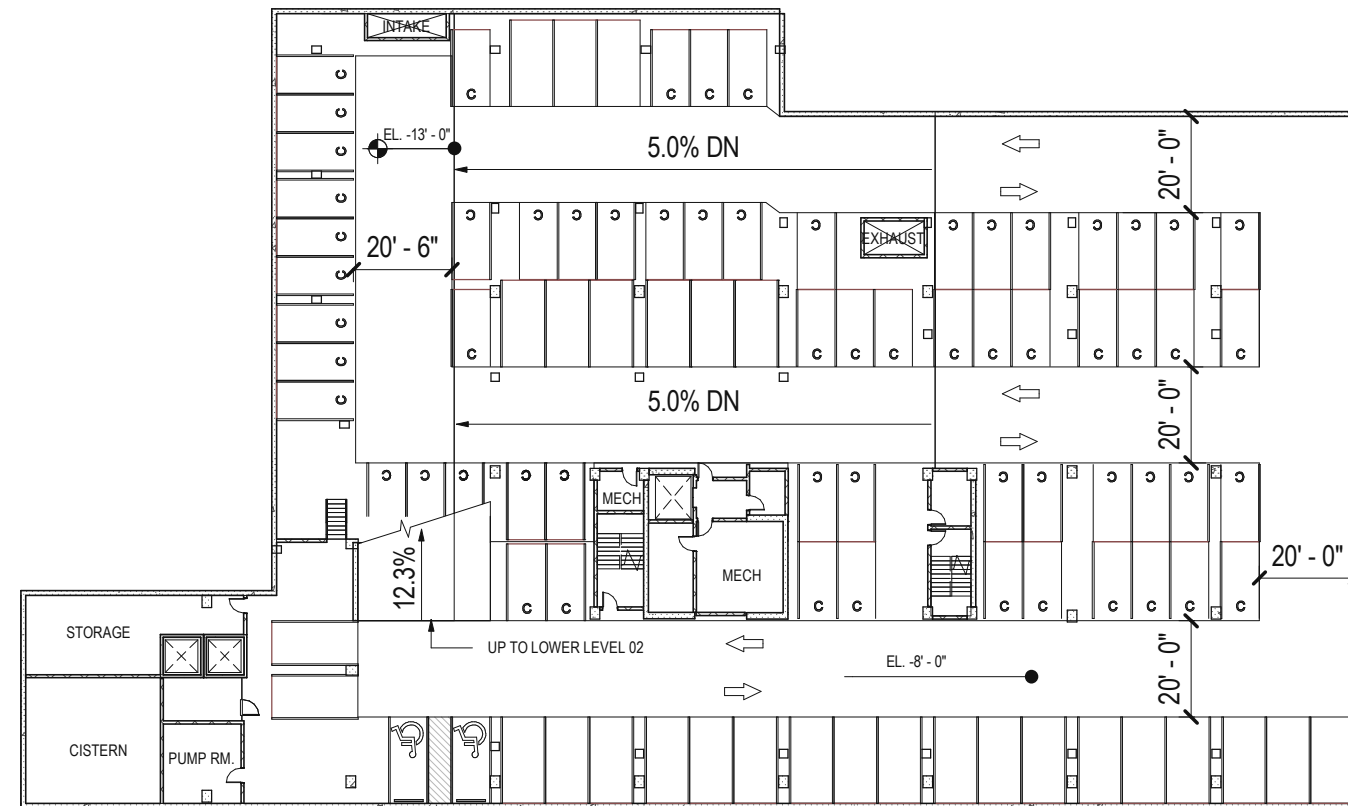 INTAKE
C
C
C
C
C
C
C
C
C
C C C C
EL. -13' - 0"
5.0% DN
20' - 0"
C C C C C C C C C C C C C C C C
EXHAUST
20' - 6"
C C C C C C C C C C C
5.0% DN
20' - 0"
C C C C C C C C C C C C C
MECH
12.3%
MECH
20' - 0"
C C C C C C C C C C
STORAGE
UP TO LOWER LEVEL 02
EL. -8' - 0"
20' - 0"
CISTERN
PUMP RM.